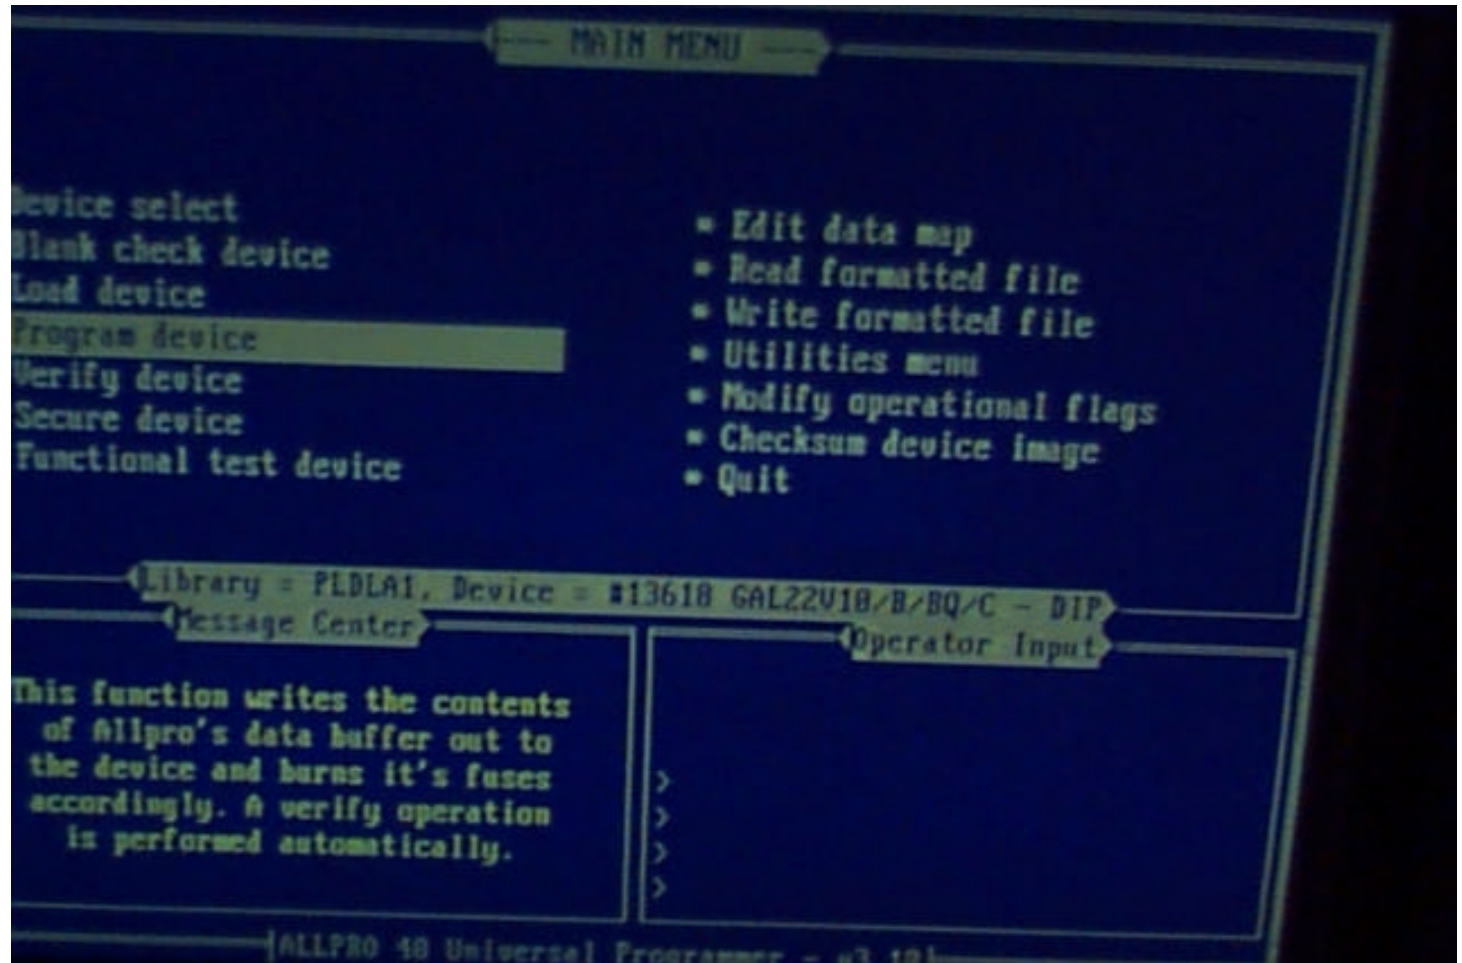 MAIN MENU
Device select
Blank check device
Load device
Program device
Verify device
Secure device
Functional test device
Edit data map
Read formatted file
Write formatted file
Utilities menu
Modify operational flags
Checksum device image
Quit
Library = PLDLA1, Device = #13618 GAL22V10/B/BQ/C - DIP
Message Center
This function writes the contents
of Allpro's data buffer out to
the device and burns it's fuses
accordingly. A verify operation
is performed automatically.
Operator Input
>
>
>
>
ALLPRO 40 Universal Programmer -